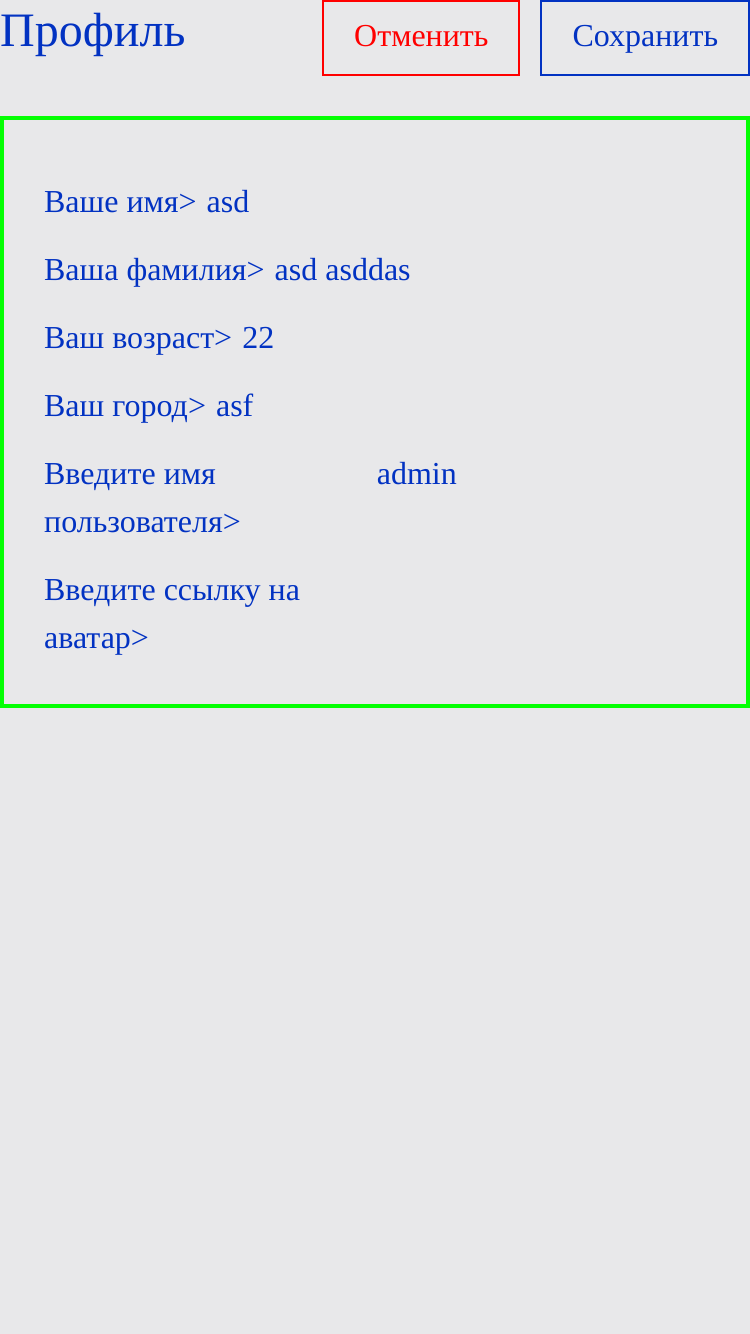 Профиль Отменить Сохранить
Ваше имя> asd
Ваша фамилия> asd asddas
Ваш возраст> 22
Ваш город> asf
Введите имя admin
пользователя>
Введите ссылку на
аватар>